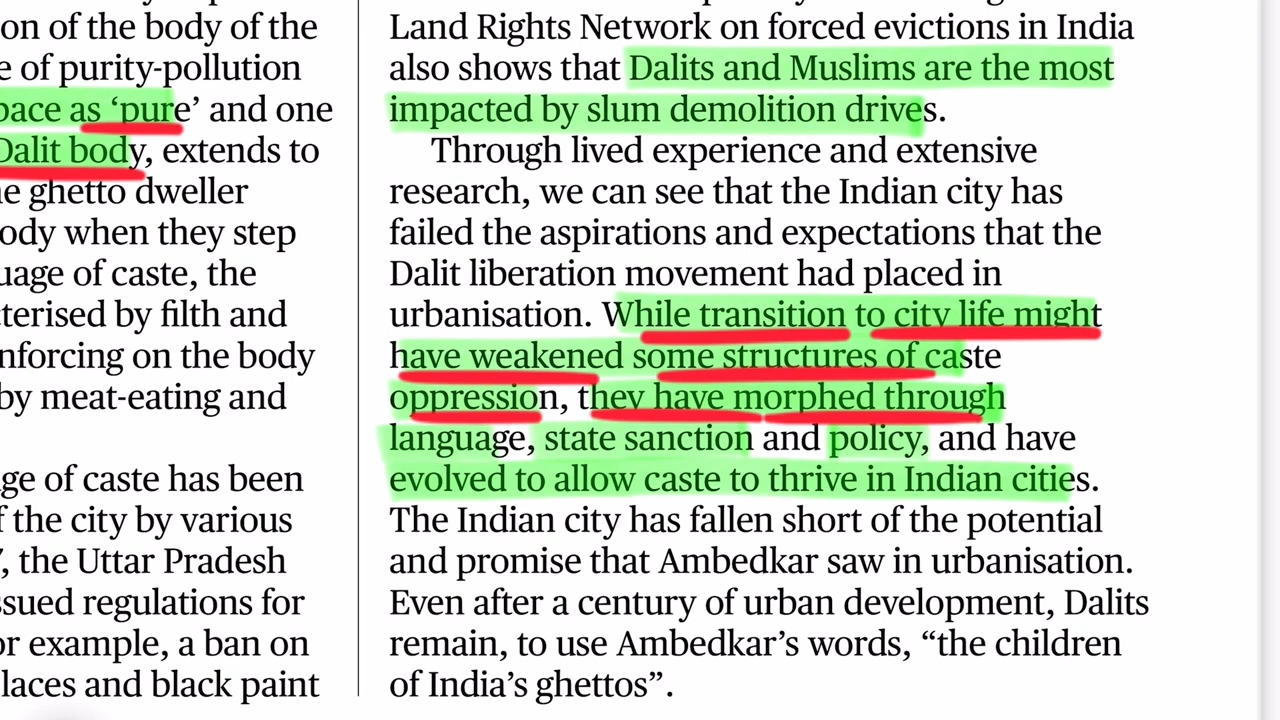 on of the body of the
e of purity-pollution
pace as ‘pure’ and one
Dalit body, extends to
e ghetto dweller
ody when they step
uage of caste, the
terised by filth and
nforcing on the body
by meat-eating and
ge of caste has been
f the city by various
, the Uttar Pradesh
ssued regulations for
or example, a ban on
laces and black paint
Land Rights Network on forced evictions in India
also shows that Dalits and Muslims are the most
impacted by slum demolition drives.
Through lived experience and extensive
research, we can see that the Indian city has
failed the aspirations and expectations that the
Dalit liberation movement had placed in
urbanisation. While transition to city life might
have weakened some structures of caste
oppression, they have morphed through
language, state sanction and policy, and have
evolved to allow caste to thrive in Indian cities.
The Indian city has fallen short of the potential
and promise that Ambedkar saw in urbanisation.
Even after a century of urban development, Dalits
remain, to use Ambedkar’s words, “the children
of India’s ghettos”.